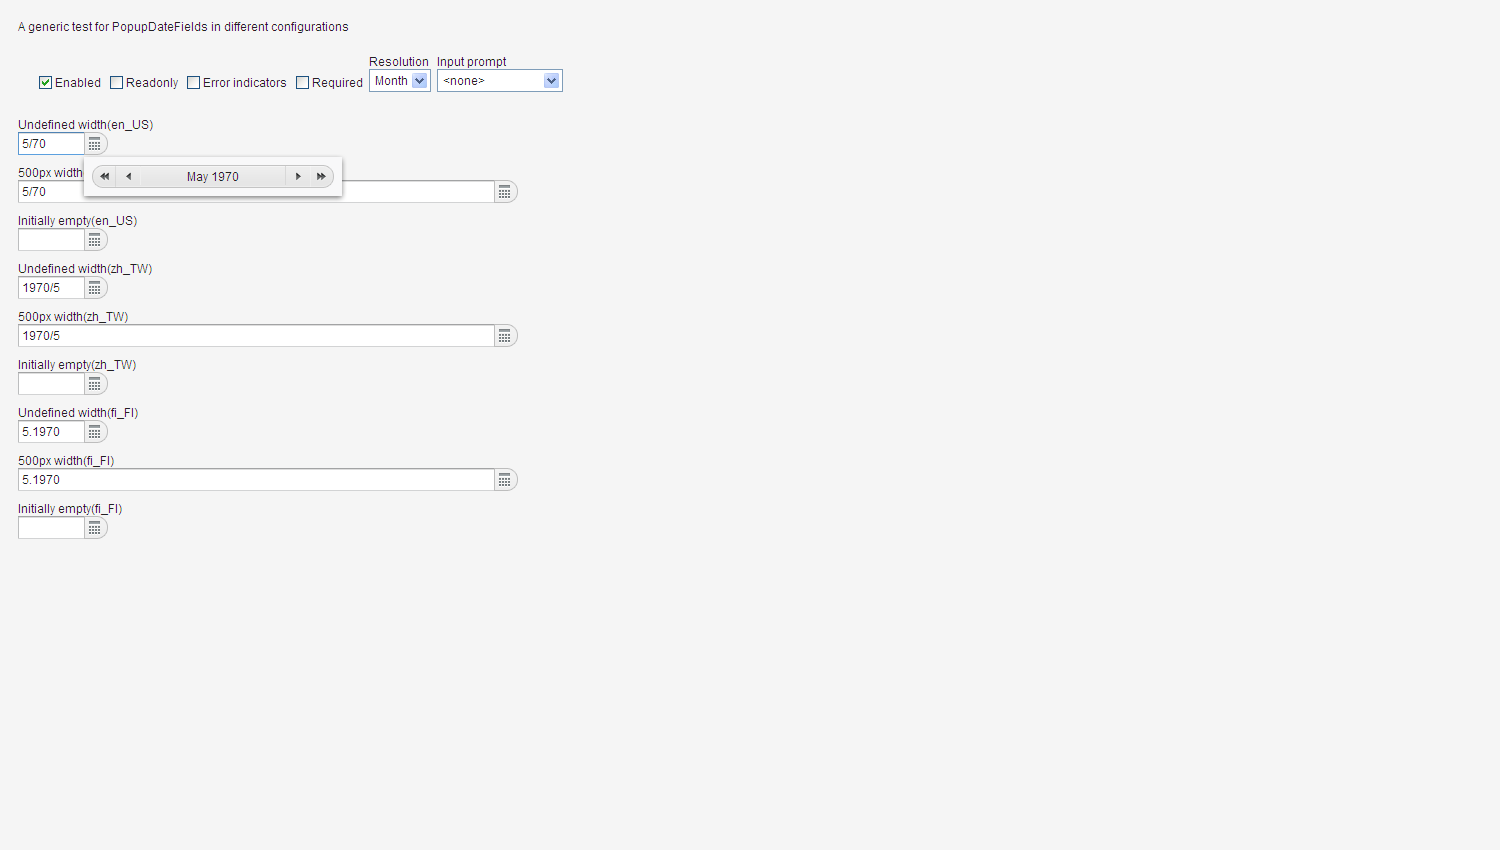 A generic test for PopupDateFields in different configurations
Resolution Input prompt
Enabled Readonly Error indicators Required Month <none>
Undefined width(en_US)
5/70
May 1970
500px width
5/70
Initially empty(en_US)
Undefined width(zh_TW)
1970/5
500px width(zh_TW)
1970/5
Initially empty(zh_TW)
Undefined width(fi_FI)
5.1970
500px width(fi_FI)
5.1970
Initially empty(fi_FI)